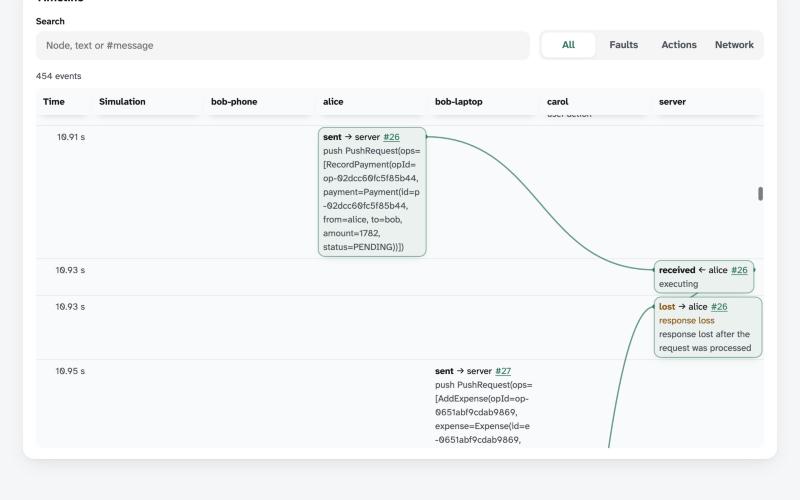 Search
Node, text or #message
All Faults Actions Network
454 events
Time Simulation bob-phone alice bob-laptop carol server
10.91 s
sent → server #26
push PushRequest(ops=
[RecordPayment(opId=
op-02dcc60fc5f85b44,
payment=Payment(id=p
-02dcc60fc5f85b44,
from=alice, to=bob,
amount=1782,
status=PENDING))])
10.93 s
received ← alice #26
executing
10.93 s
lost → alice #26
response loss
response lost after the
request was processed
10.95 s
sent → server #27
push PushRequest(ops=
[AddExpense(opId=op-
0651abf9cdab9869,
expense=Expense(id=e
-0651abf9cdab9869,